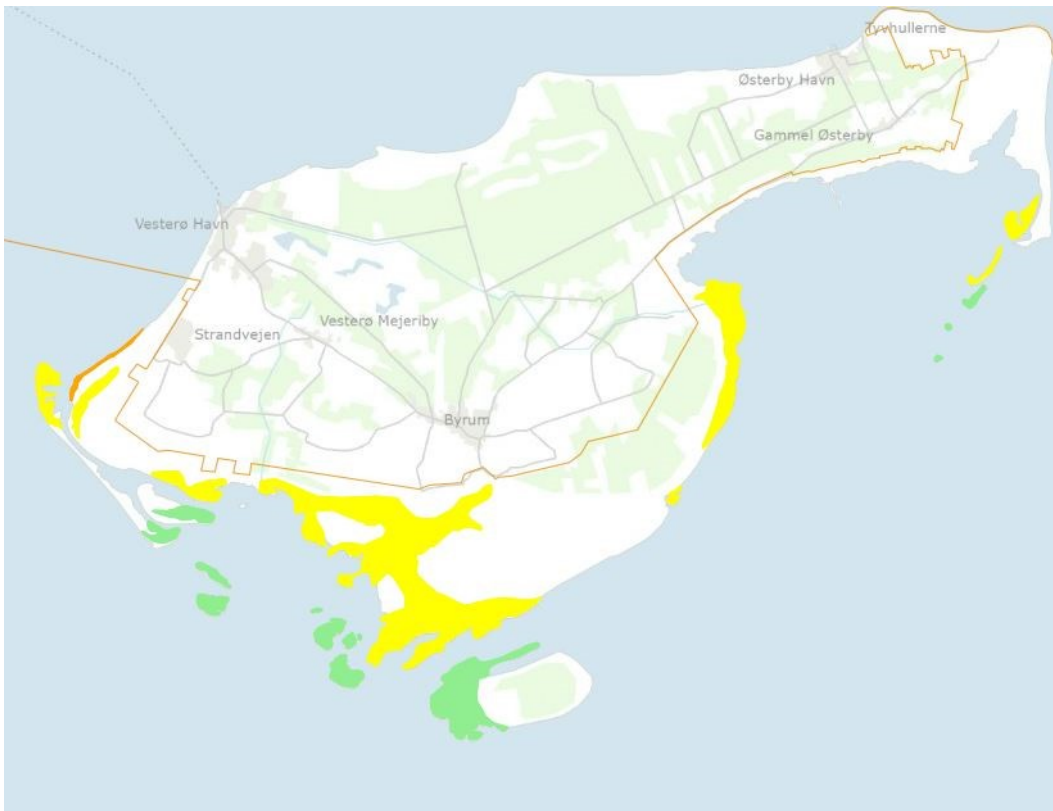 Tyvhullerne
Østerby Havn
Gammel Østerby
Vesterø Havn
Vesterø Mejeriby
Strandvejen
Byrum